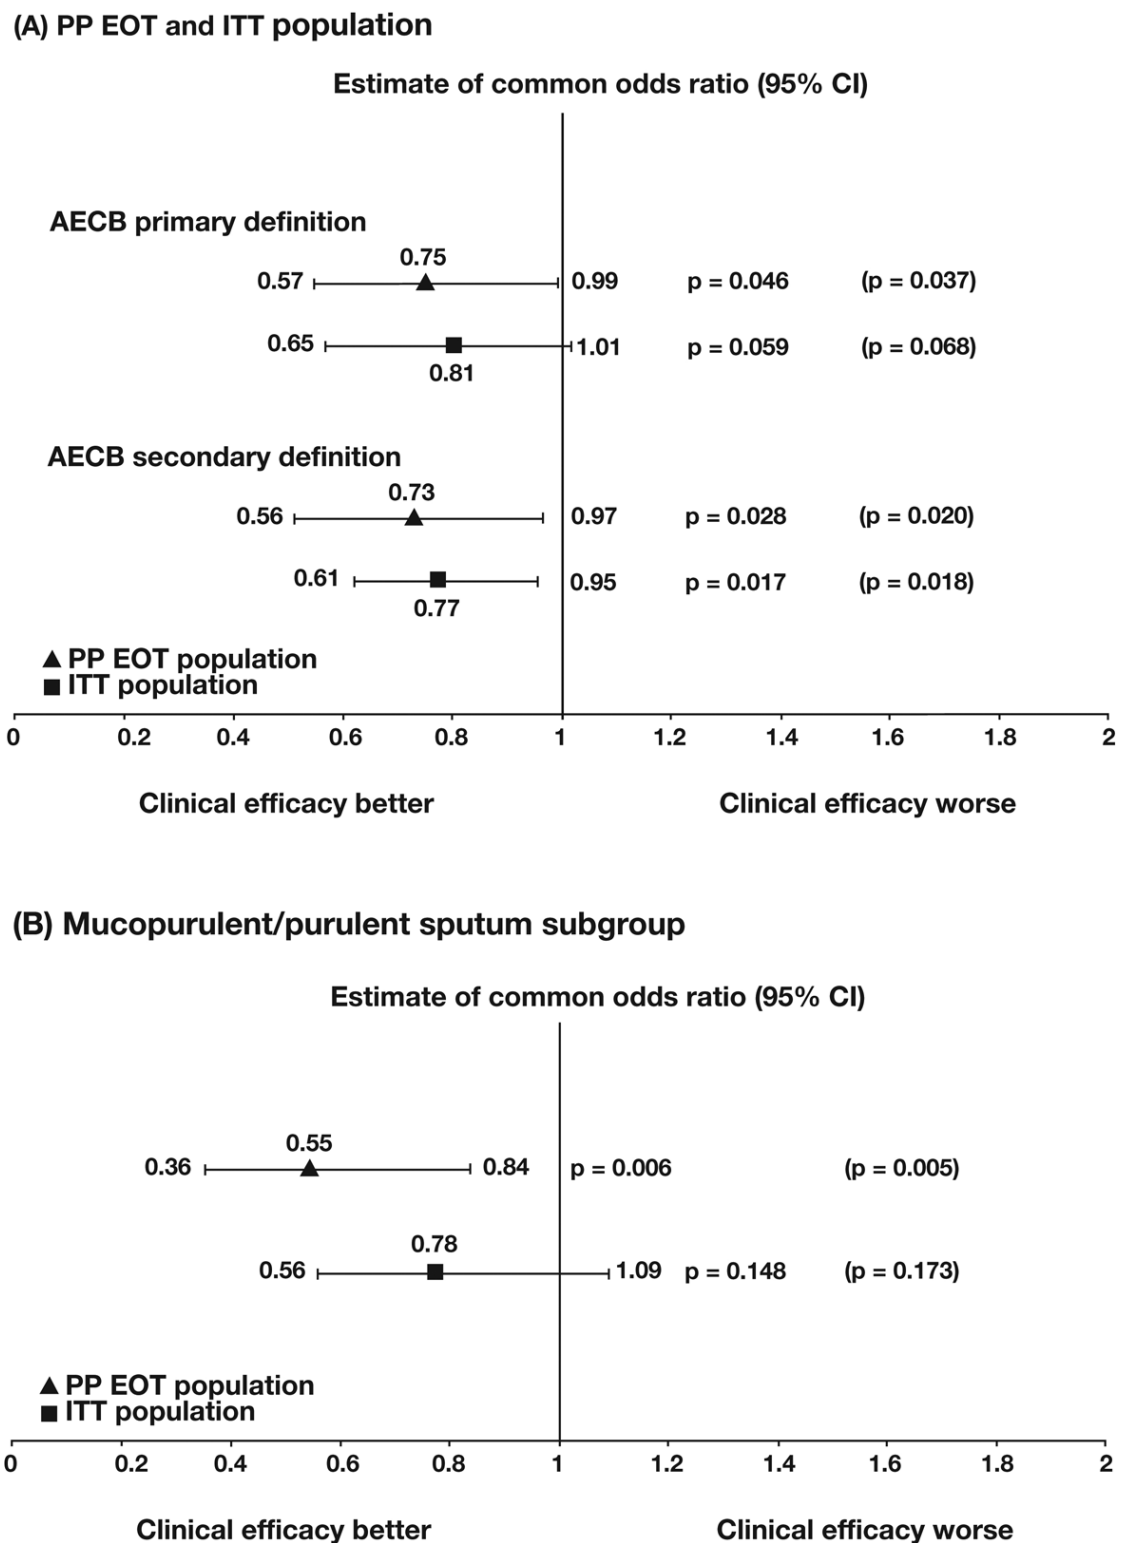 (A) PP EOT and ITT population
Estimate of common odds ratio (95% CI)
AECB primary definition
0.75
0.57 0.99 p = 0.046 (p = 0.037)
0.65 1.01 p = 0.059 (p = 0.068)
0.81
AECB secondary definition
0.73
0.56 0.97 p = 0.028 (p = 0.020)
0.61 0.95 p = 0.017 (p = 0.018)
0.77
PP EOT population
ITT population
0 0.2 0.4 0.6 0.8 1 1.2 1.4 1.6 1.8 2
Clinical efficacy better Clinical efficacy worse
(B) Mucopurulent/purulent sputum subgroup
Estimate of common odds ratio (95% CI)
0.55
0.36 0.84 p = 0.006 (p = 0.005)
0.78
0.56 1.09 p = 0.148 (p = 0.173)
PP EOT population
ITT population
0 0.2 0.4 0.6 0.8 1 1.2 1.4 1.6 1.8 2
Clinical efficacy better Clinical efficacy worse